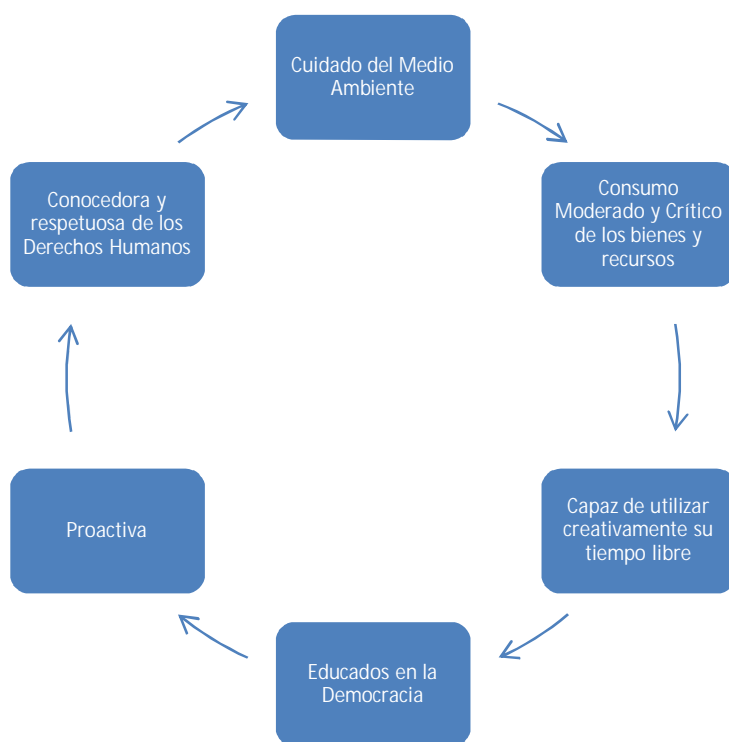 Cuidado del Medio
Ambiente
Consumo
Moderado y Crítico
de los bienes y
recursos
Capaz de utilizar
creativamente su
tiempo libre
Educados en la
Democracia
Proactiva
Conocedora y
respetuosa de los
Derechos Humanos